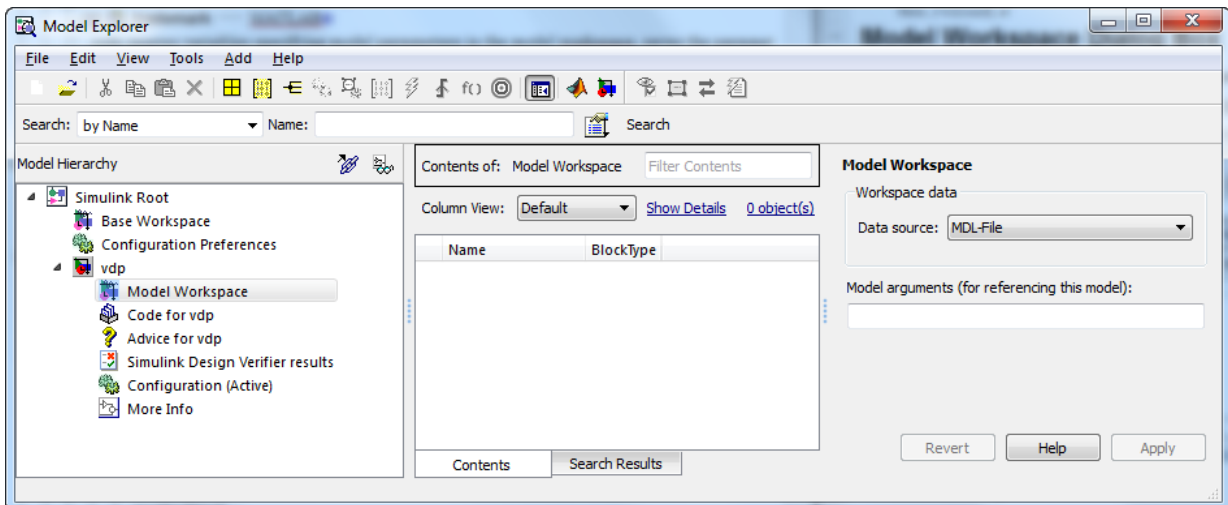 Model Explorer
File Edit View Tools Add Help
Search: by Name Name: Search
Model Hierarchy
Simulink Root
Base Workspace
Configuration Preferences
vdp
Model Workspace
Code for vdp
Advice for vdp
Simulink Design Verifier results
Configuration (Active)
More Info
Contents of: Model Workspace Filter Contents
Column View: Default Show Details 0 object(s)
Name BlockType
Contents Search Results
Model Workspace
Workspace data
Data source: MDL-File
Model arguments (for referencing this model):
Revert Help Apply